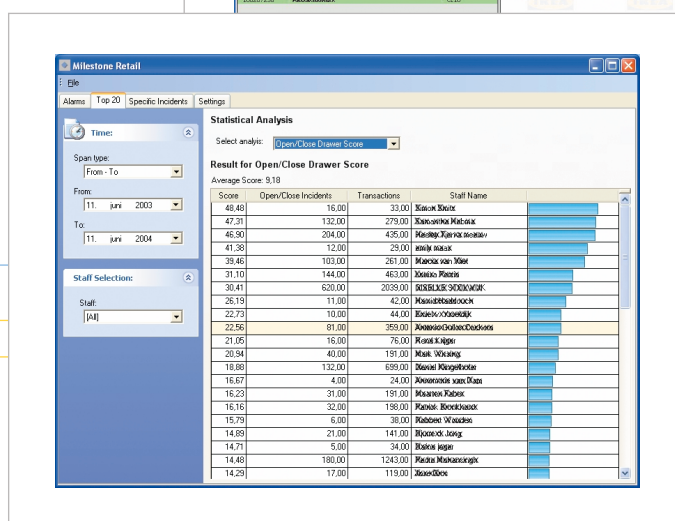 Milestone Retail
File
Alarms Top 20 Specific Incidents Settings
Time:
Span type:
From - To
From:
11. juni 2003
To:
11. juni 2004
Staff Selection:
Staff:
[All]
Statistical Analysis
Select analyis: Open/Close Drawer Score
Result for Open/Close Drawer Score
Average Score: 9,18
Score Open/Close Incidents Transactions Staff Name
48,48 16,00 33,00
47,31 132,00 279,00
46,90 204,00 435,00
41,38 12,00 29,00
39,46 103,00 261,00
31,10 144,00 463,00
30,41 620,00 2039,00
26,19 11,00 42,00
22,73 10,00 44,00
22,56 81,00 359,00
21,05 16,00 76,00
20,94 40,00 191,00
18,88 132,00 699,00
16,67 4,00 24,00
16,23 31,00 191,00
16,16 32,00 198,00
15,79 6,00 38,00
14,89 21,00 141,00
14,71 5,00 34,00
14,48 180,00 1243,00
14,29 17,00 119,00